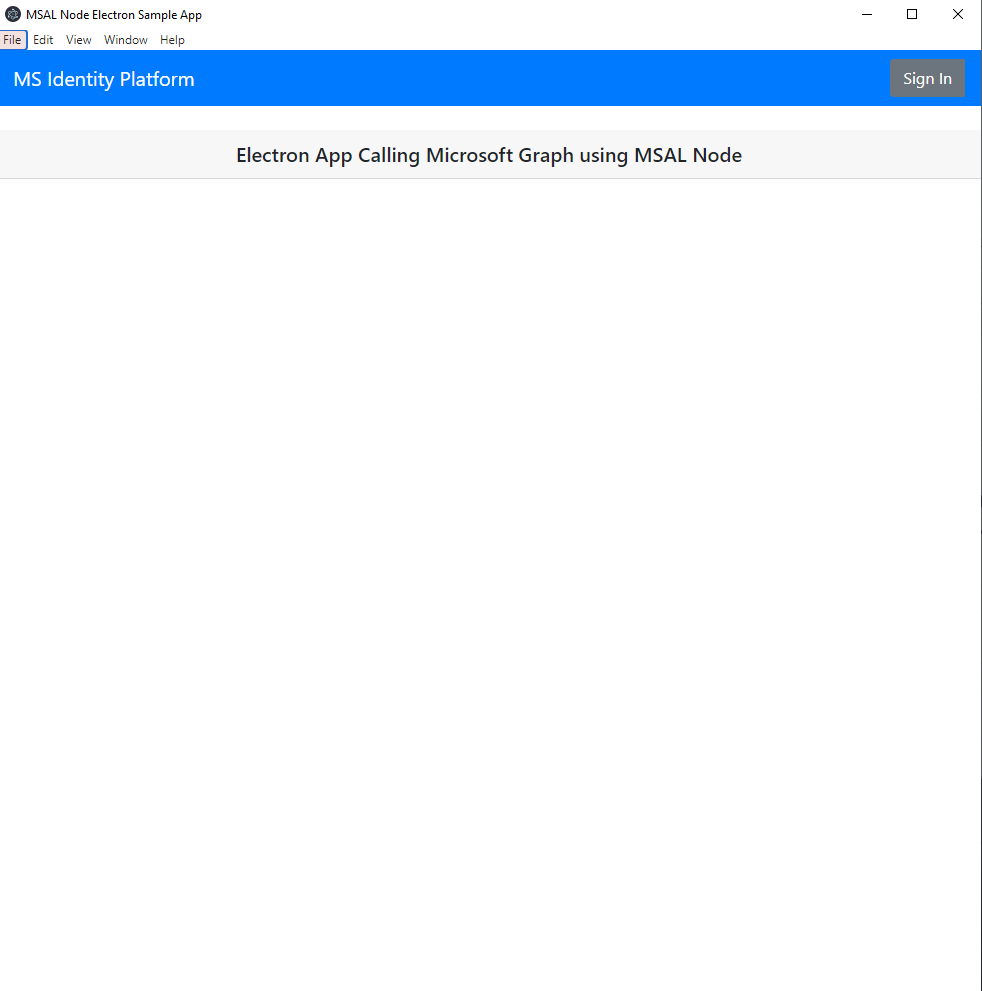 MSAL Node Electron Sample App
File Edit View Window Help
MS Identity Platform Sign In
Electron App Calling Microsoft Graph using MSAL Node